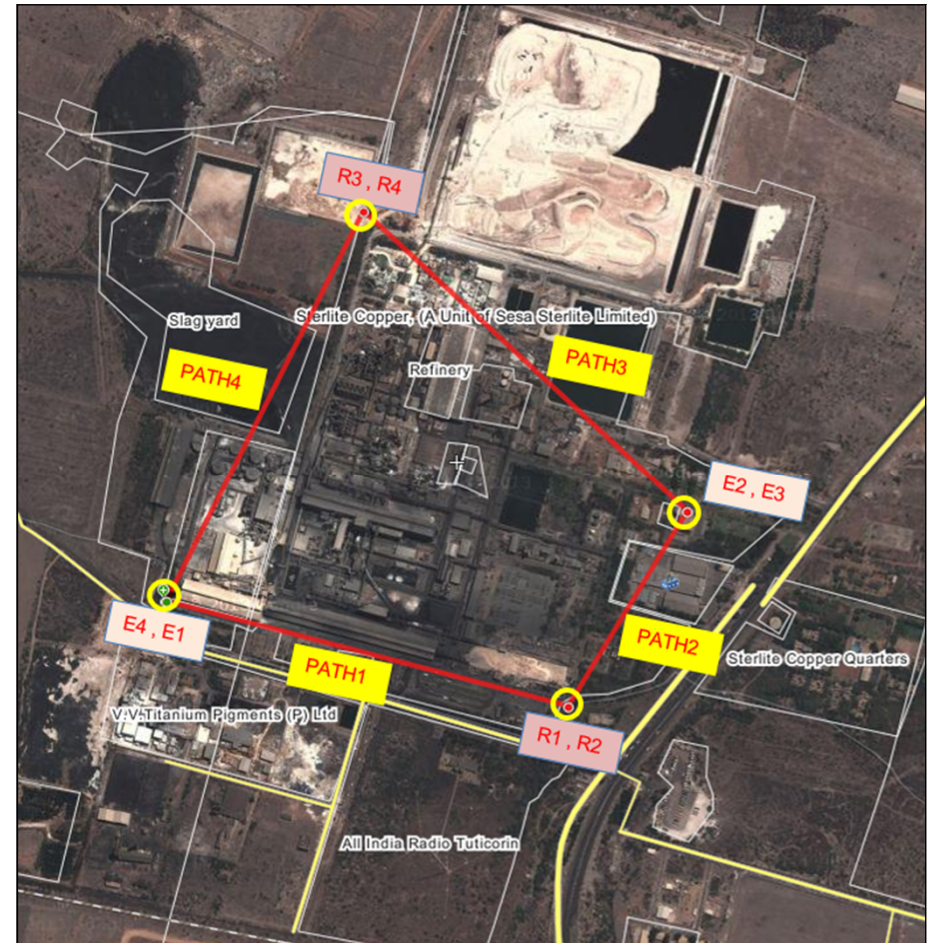 R3 , R4
Slag yard
Sterlite Copper, (A Unit of Sesa Sterlite Limited)
PATH3
Refinery
PATH4
E2 , E3
E4 , E1
PATH2
Sterlite Copper Quarters
PATH1
V.V.Titanium Pigments (P) Ltd
R1 , R2
All India Radio Tuticorin